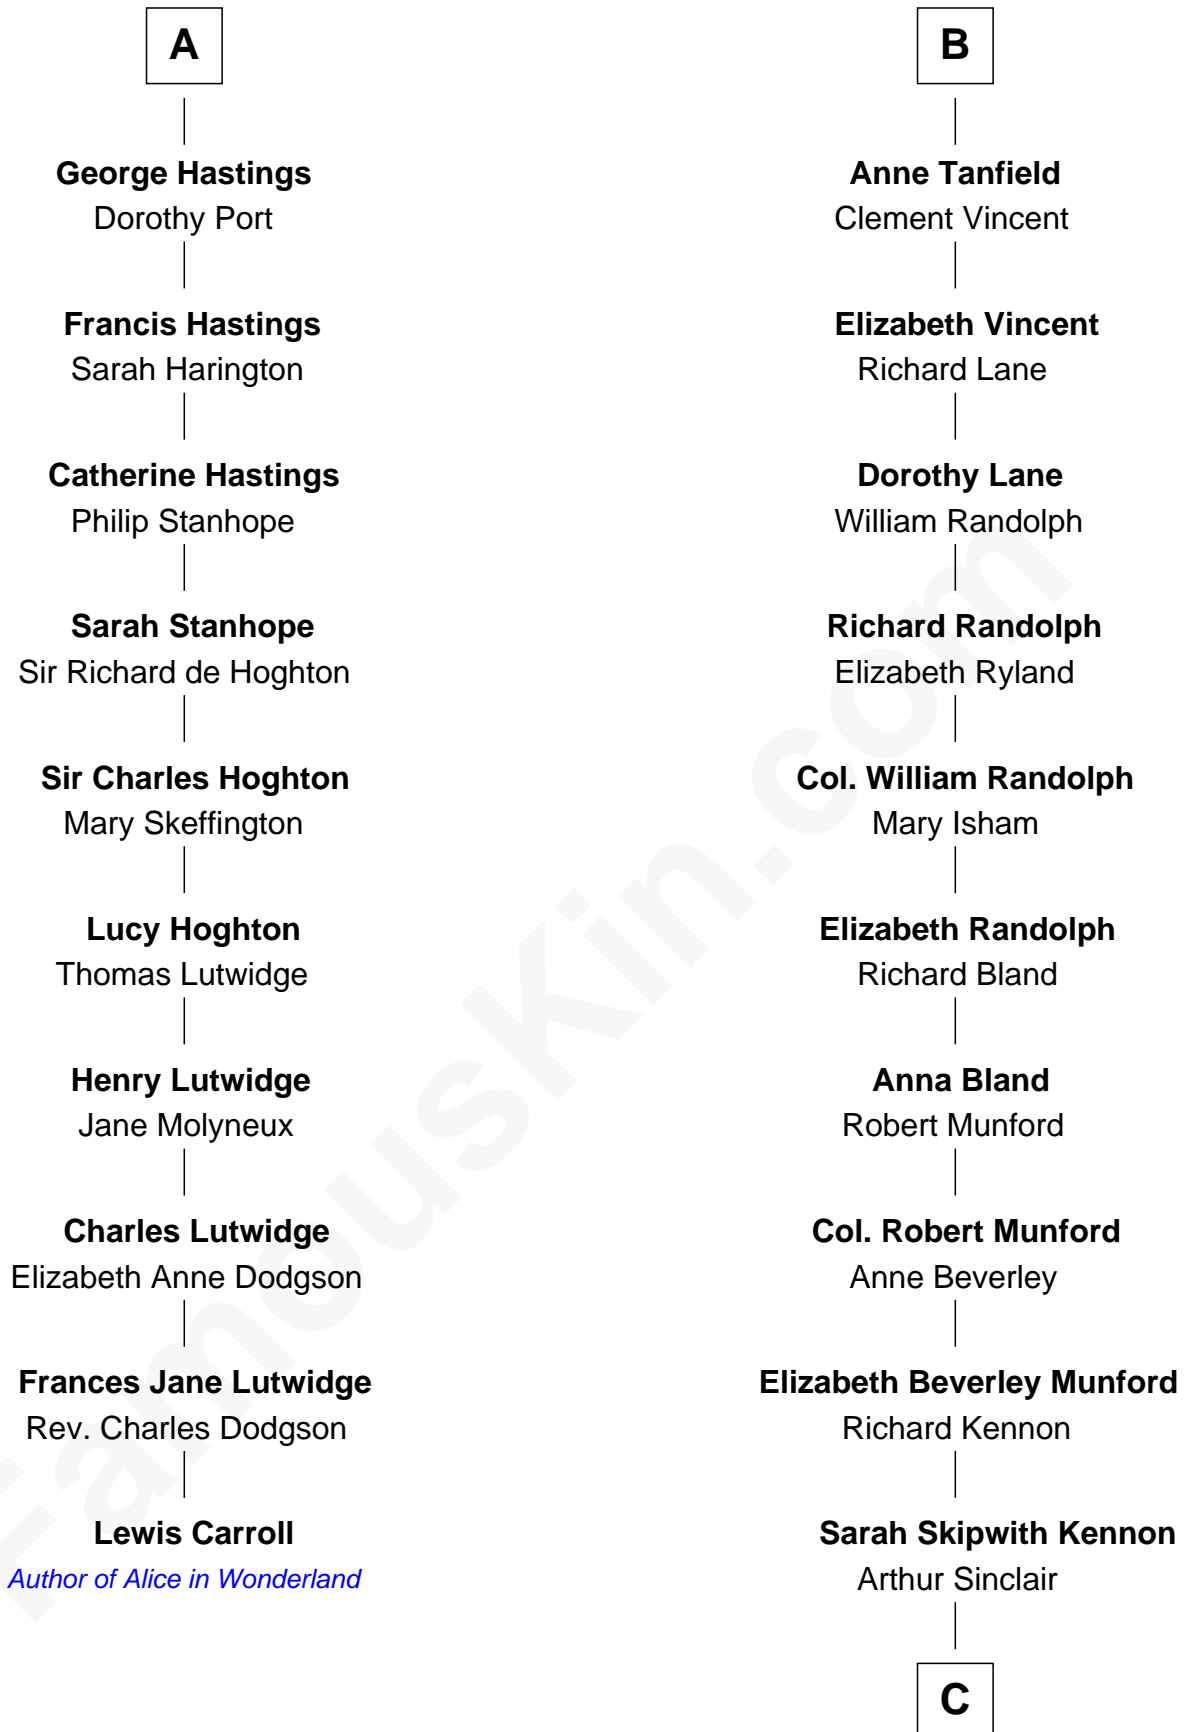 A
George Hastings
Dorothy Port
Francis Hastings
Sarah Harington
Catherine Hastings
Philip Stanhope
Sarah Stanhope
Sir Richard de Hoghton
Sir Charles Hoghton
Mary Skeffington
Lucy Hoghton
Thomas Lutwidge
Henry Lutwidge
Jane Molyneux
Charles Lutwidge
Elizabeth Anne Dodgson
Frances Jane Lutwidge
Rev. Charles Dodgson
Lewis Carroll
Author of Alice in Wonderland
B
Anne Tanfield
Clement Vincent
Elizabeth Vincent
Richard Lane
Dorothy Lane
William Randolph
Richard Randolph
Elizabeth Ryland
Col. William Randolph
Mary Isham
Elizabeth Randolph
Richard Bland
Anna Bland
Robert Munford
Col. Robert Munford
Anne Beverley
Elizabeth Beverley Munford
Richard Kennon
Sarah Skipwith Kennon
Arthur Sinclair
C
FamousKin.com